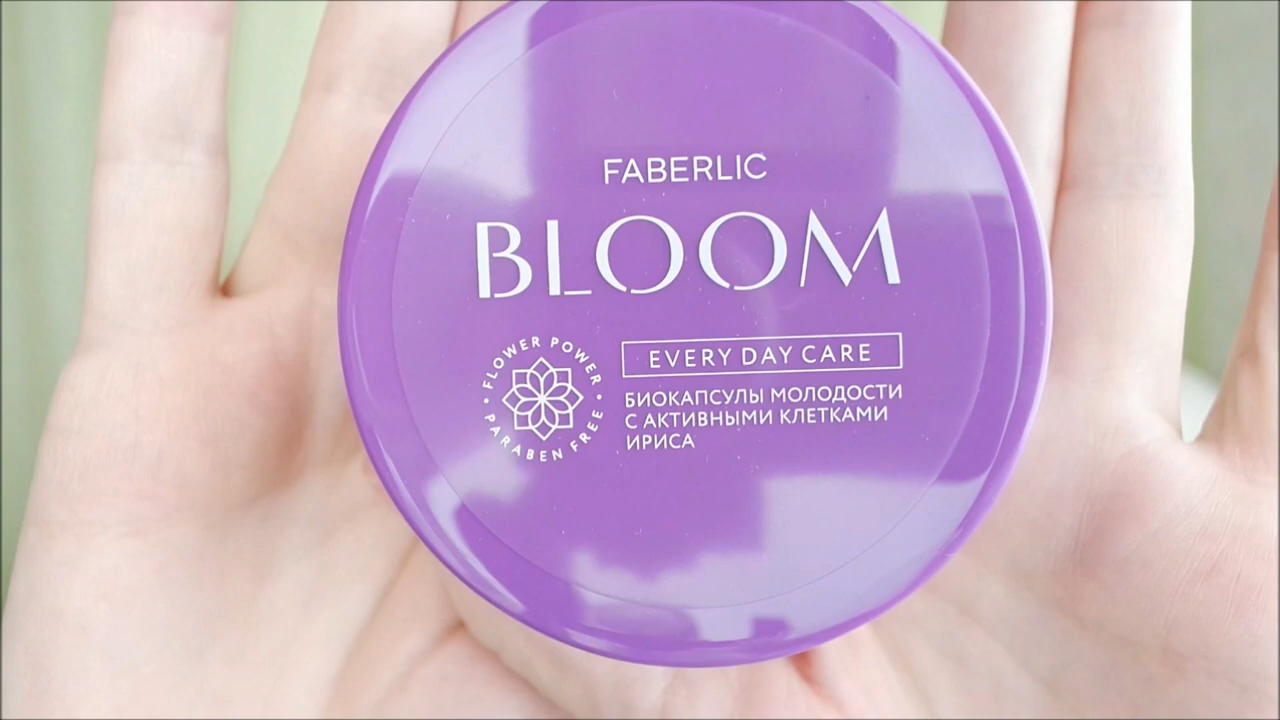 FABERLIC
BLOOM
FLOWER POWER
PARABEN FREE
EVERY DAY CARE
БИОКАПСУЛЫ МОЛОДОСТИ
С АКТИВНЫМИ КЛЕТКАМИ
ИРИСА